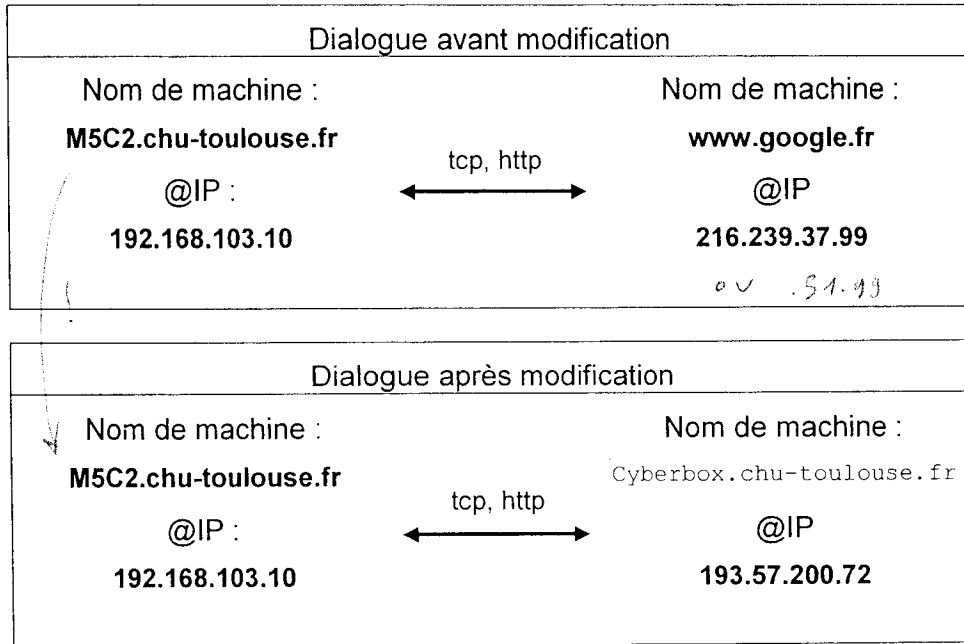 Dialogue avant modification
Nom de machine :
M5C2.chu-toulouse.fr
@IP :
192.168.103.10
tcp, http
Nom de machine :
www.google.fr
@IP
216.239.37.99
ou .51.99
Dialogue après modification
Nom de machine :
M5C2.chu-toulouse.fr
@IP :
192.168.103.10
tcp, http
Nom de machine :
Cyberbox.chu-toulouse.fr
@IP
193.57.200.72